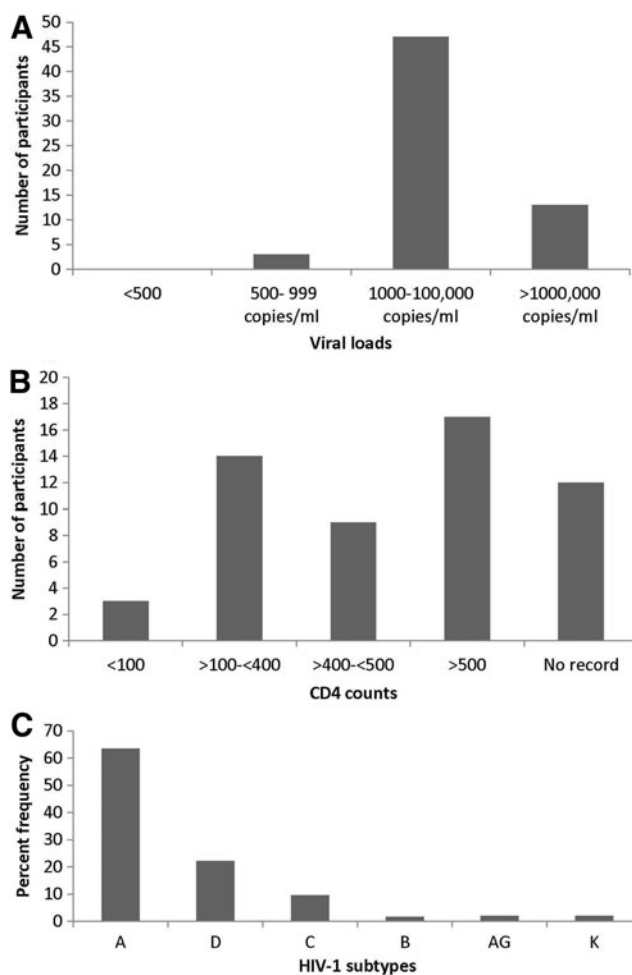 A
50
45
40
35
30
25
20
15
10
5
0
Number of participants
<500 500- 999 1000-100,000 >1000,000
copies/ml copies/ml copies/ml
Viral loads
B
20
18
16
14
12
10
8
6
4
2
0
Number of participants
<100 >100-<400 >400-<500 >500 No record
CD4 counts
C
70
60
50
40
30
20
10
0
Percent frequency
A D C B AG K
HIV-1 subtypes